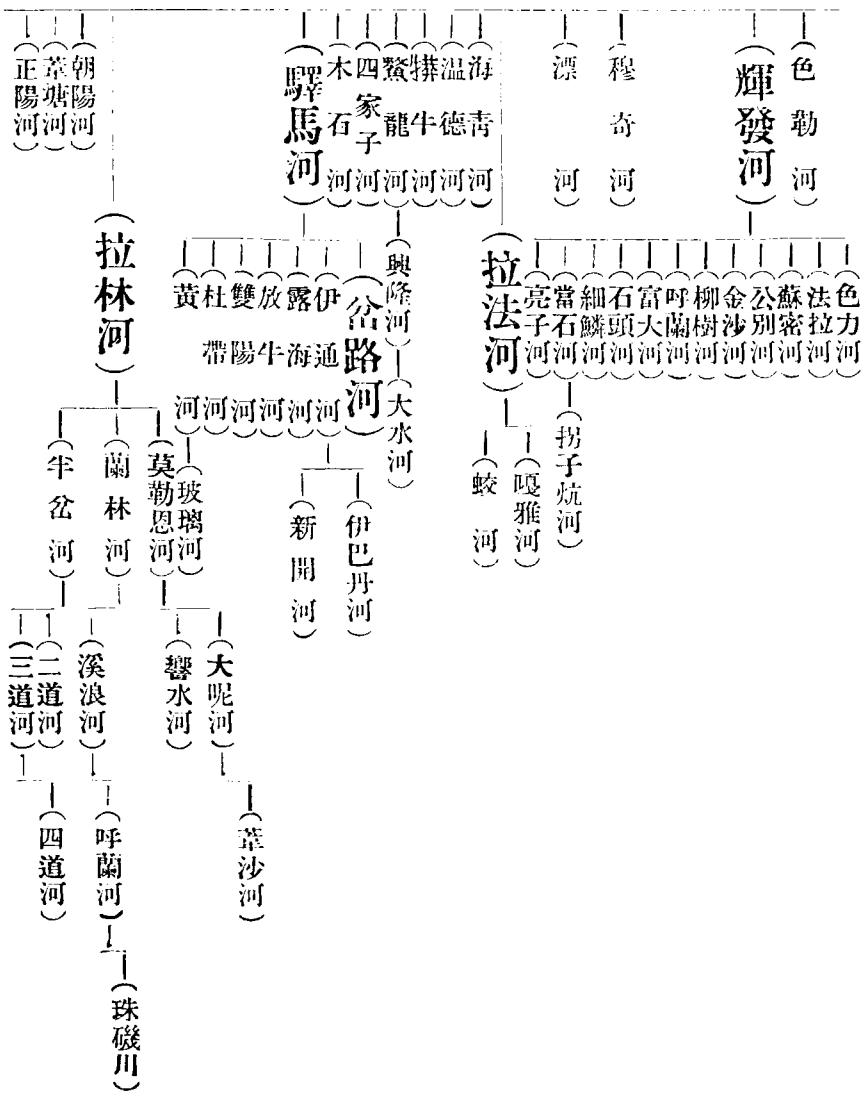 (色勒河)
(輝發河)
(色力河)
(法拉河)
(蘇密河)
(公別河)
(金沙河)
(柳樹河)
(呼蘭河)
(富大河)
(石頭河)
(細鱗河)
(當石河)
(拐子炕河)
(亮子河)
(穆奇河)
(漂河)
(拉法河)
(嘎雅河)
(蛟河)
(海青河)
(温德河)
(犋牛河)
(鰲龍河)
(興隆河)
(大水河)
(四家子河)
(木石河)
(驛馬河)
(岔路河)
(伊通河)
(伊巴丹河)
(新開河)
(露海河)
(放牛河)
(雙陽河)
(杜帶河)
(黃河)
(玻璃河)
(拉林河)
(莫勒恩河)
(大呢河)
(葦沙河)
(響水河)
(蘭林河)
(溪浪河)
(呼蘭河)
(珠磯川)
(半岔河)
(二道河)
(三道河)
(四道河)
(朝陽河)
(葦塘河)
(正陽河)